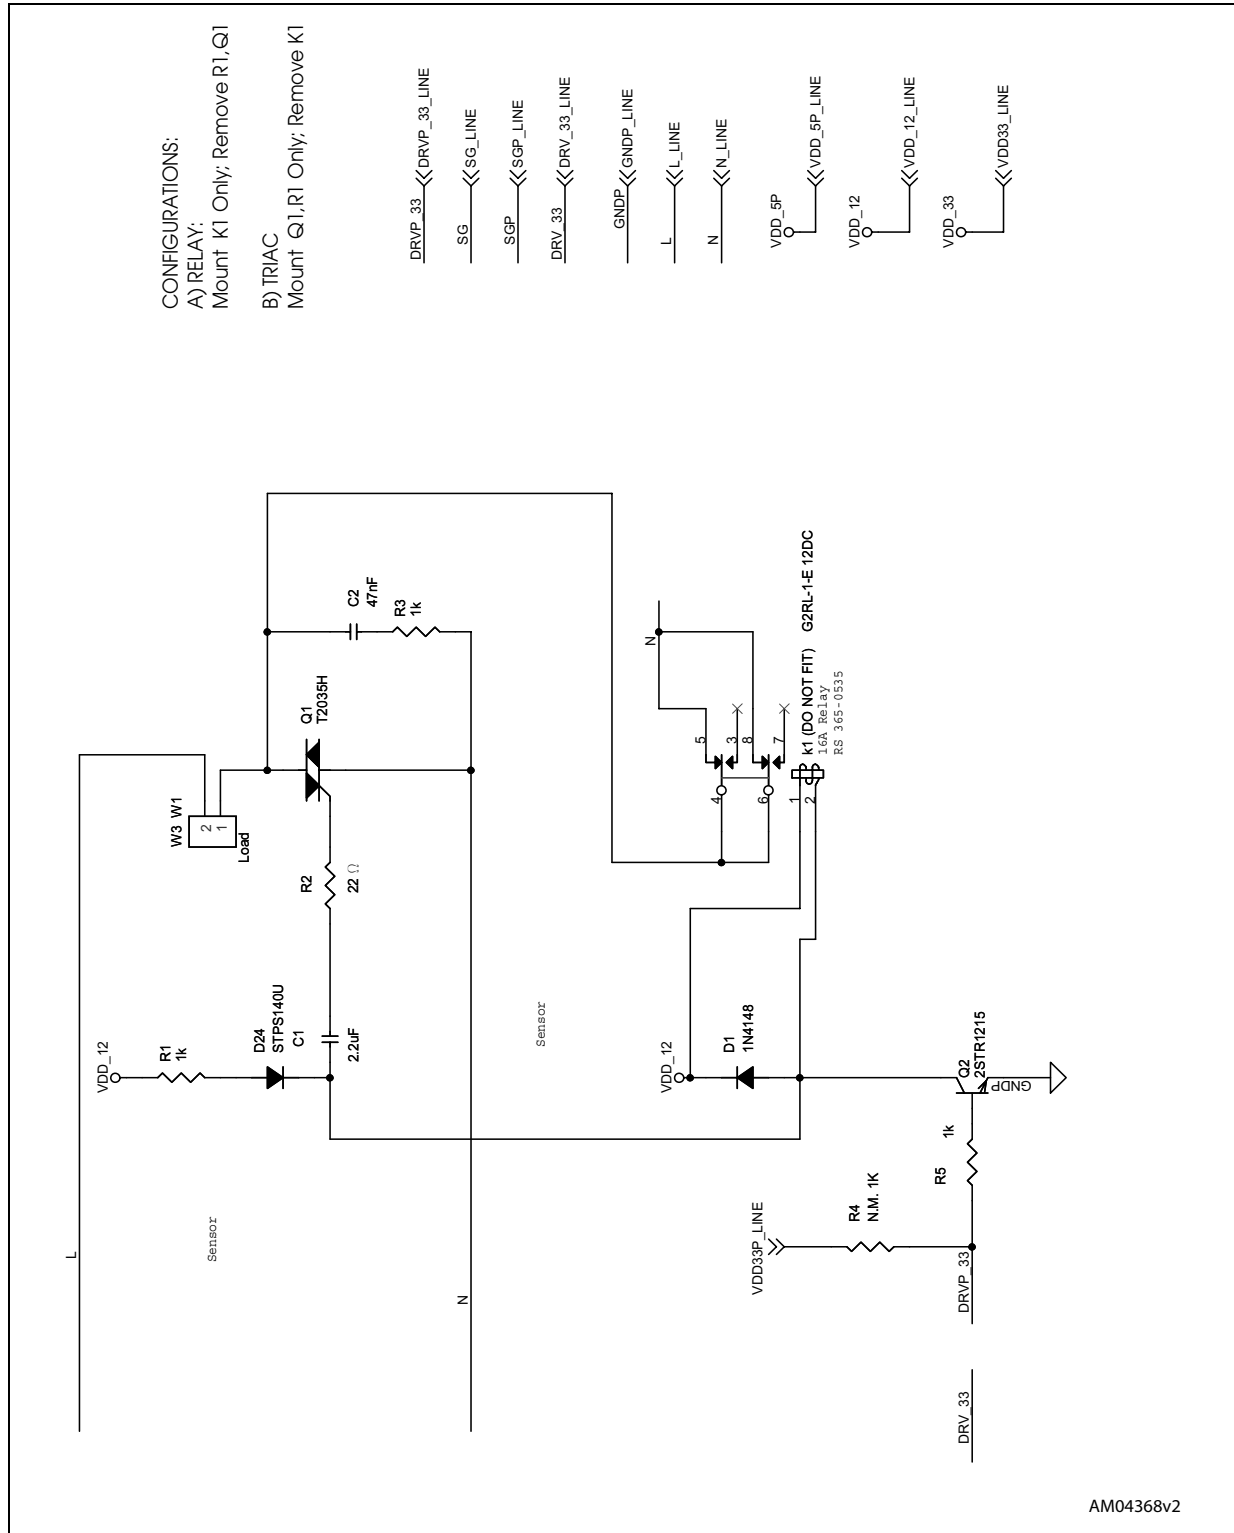 CONFIGURATIONS:
A) RELAY:
Mount K1 Only; Remove R1,Q1
B) TRIAC
Mount Q1,R1 Only; Remove K1
DRVP_33
DRVP_33_LINE
SG
SG_LINE
SGP
SGP_LINE
DRV_33
DRV_33_LINE
GNDP
GNDP_LINE
L
L_LINE
N
N_LINE
VDD_5P
VDD_5P_LINE
VDD_12
VDD_12_LINE
VDD_33
VDD33_LINE
L
W3 W1
2
1
Load
VDD_12
R1
1k
D24
STPS140U
C1
2.2uF
R2
22 Ω
Q1
T2035H
C2
47nF
R3
1k
Sensor
N
Sensor
N
5
3
8
7
4
6
1
2
k1 (DO NOT FIT)
G2RL-1-E 12DC
16A Relay
RS 365-0535
VDD_12
D1
1N4148
Q2
2STR1215
GNDP
1k
R5
R4
N.M. 1K
VDD33P_LINE
DRVP_33
DRV_33
AM04368v2